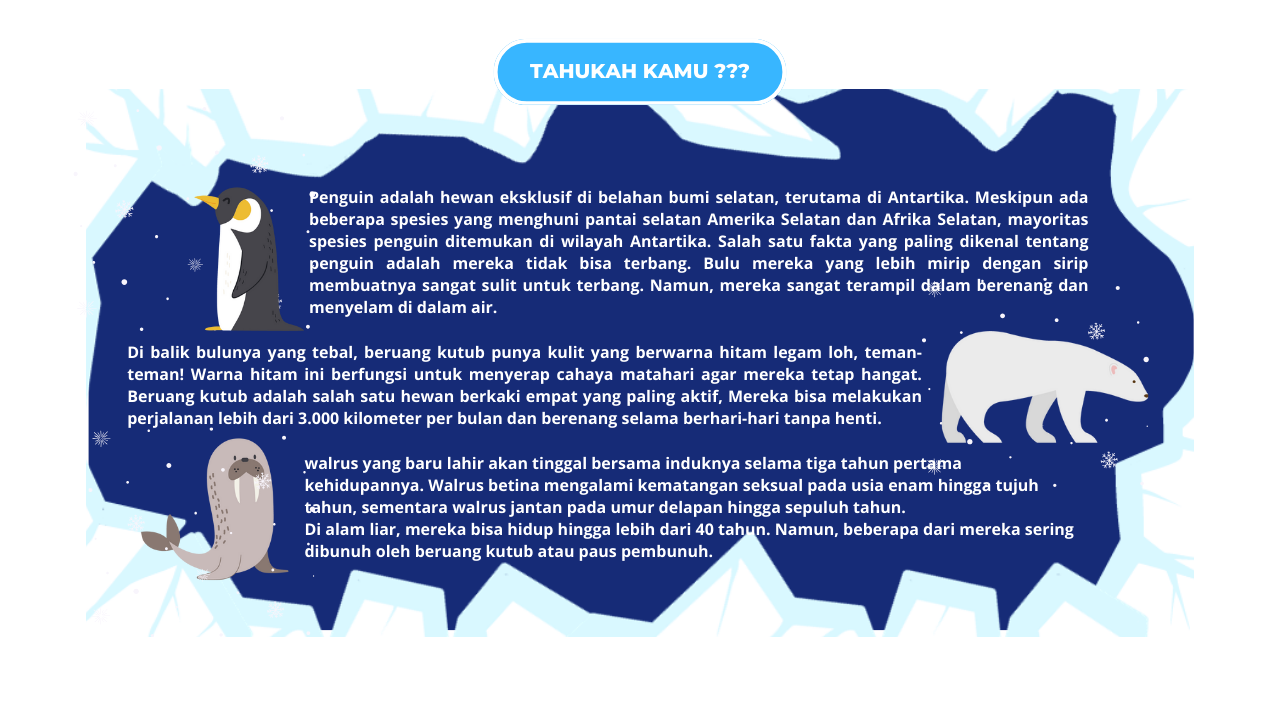 TAHUKAH KAMU ???
Penguin adalah hewan eksklusif di belahan bumi selatan, terutama di Antartika. Meskipun ada
beberapa spesies yang menghuni pantai selatan Amerika Selatan dan Afrika Selatan, mayoritas
spesies penguin ditemukan di wilayah Antartika. Salah satu fakta yang paling dikenal tentang
penguin adalah mereka tidak bisa terbang. Bulu mereka yang lebih mirip dengan sirip
membuatnya sangat sulit untuk terbang. Namun, mereka sangat terampil dalam berenang dan
menyelam di dalam air.
Di balik bulunya yang tebal, beruang kutub punya kulit yang berwarna hitam legam loh, teman-
teman! Warna hitam ini berfungsi untuk menyerap cahaya matahari agar mereka tetap hangat.
Beruang kutub adalah salah satu hewan berkaki empat yang paling aktif, Mereka bisa melakukan
perjalanan lebih dari 3.000 kilometer per bulan dan berenang selama berhari-hari tanpa henti.
walrus yang baru lahir akan tinggal bersama induknya selama tiga tahun pertama
kehidupannya. Walrus betina mengalami kematangan seksual pada usia enam hingga tujuh
tahun, sementara walrus jantan pada umur delapan hingga sepuluh tahun.
Di alam liar, mereka bisa hidup hingga lebih dari 40 tahun. Namun, beberapa dari mereka sering
dibunuh oleh beruang kutub atau paus pembunuh.